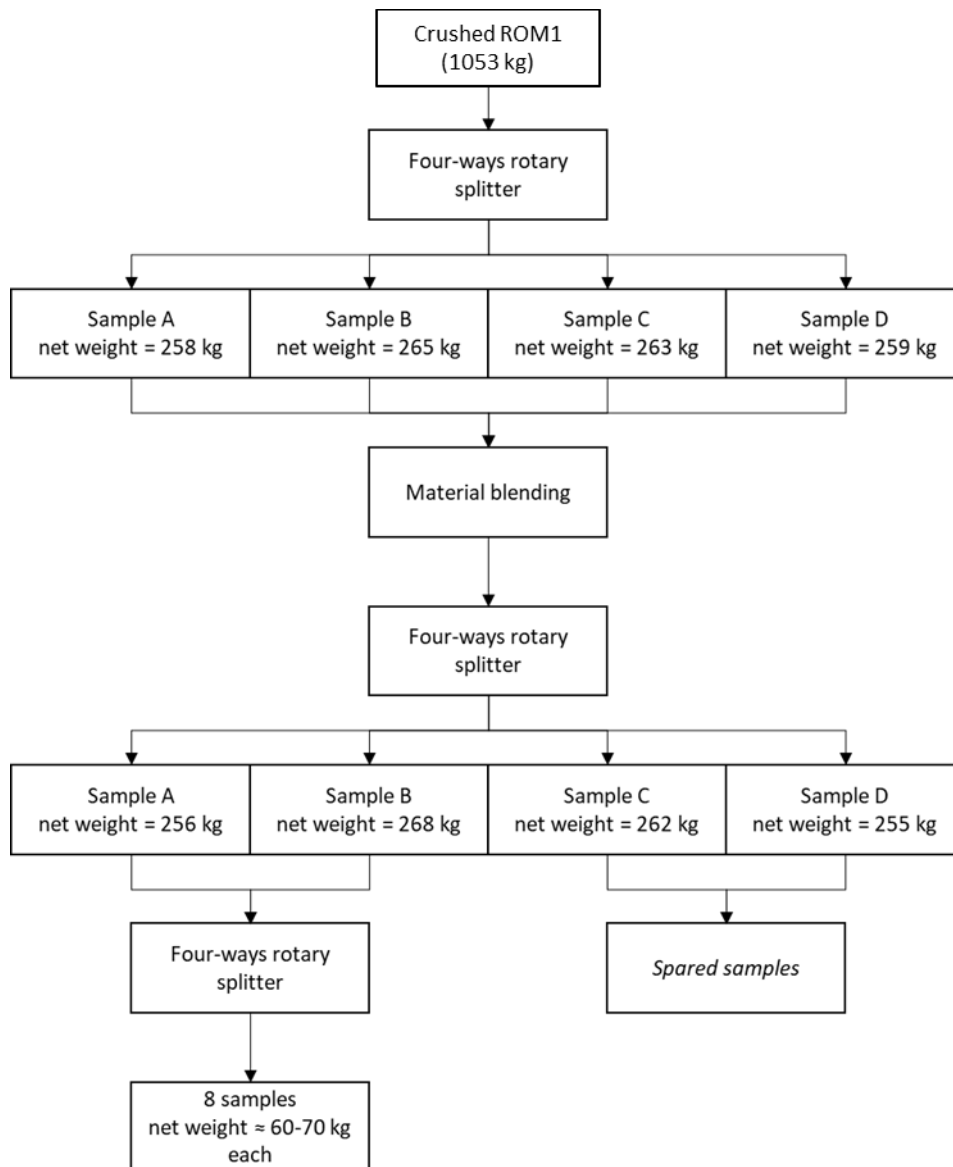 Crushed ROM1
(1053 kg)
Four-ways rotary
splitter
Sample A
net weight = 258 kg
Sample B
net weight = 265 kg
Sample C
net weight = 263 kg
Sample D
net weight = 259 kg
Material blending
Four-ways rotary
splitter
Sample A
net weight = 256 kg
Sample B
net weight = 268 kg
Sample C
net weight = 262 kg
Sample D
net weight = 255 kg
Four-ways rotary
splitter
Spared samples
8 samples
net weight ≈ 60-70 kg
each